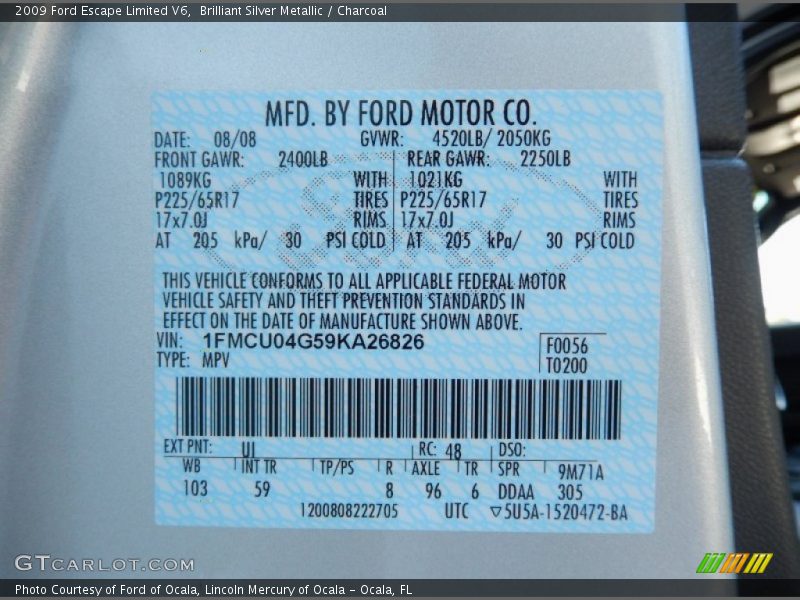 2009 Ford Escape Limited V6,  Brilliant Silver Metallic / Charcoal
MFD. BY FORD MOTOR CO.
DATE: 08/08 GVWR: 4520LB/ 2050KG
FRONT GAWR: 2400LB REAR GAWR: 2250LB
1089KG WITH 1021KG WITH
P225/65R17 TIRES P225/65R17 TIRES
17x7.0J RIMS 17x7.0J RIMS
AT 205 kPa/ 30 PSI COLD AT 205 kPa/ 30 PSI COLD
THIS VEHICLE CONFORMS TO ALL APPLICABLE FEDERAL MOTOR
VEHICLE SAFETY AND THEFT PREVENTION STANDARDS IN
EFFECT ON THE DATE OF MANUFACTURE SHOWN ABOVE.
VIN: 1FMCU04G59KA26826 F0056
TYPE: MPV T0200
EXT PNT: UI RC: 48 DSO:
WB INT TR TP/PS R AXLE TR SPR 9M71A
103 59 8 96 6 DDAA 305
1200808222705 UTC ▽5U5A-1520472-BA
GTCARLOT.COM
Photo Courtesy of Ford of Ocala, Lincoln Mercury of Ocala – Ocala, FL